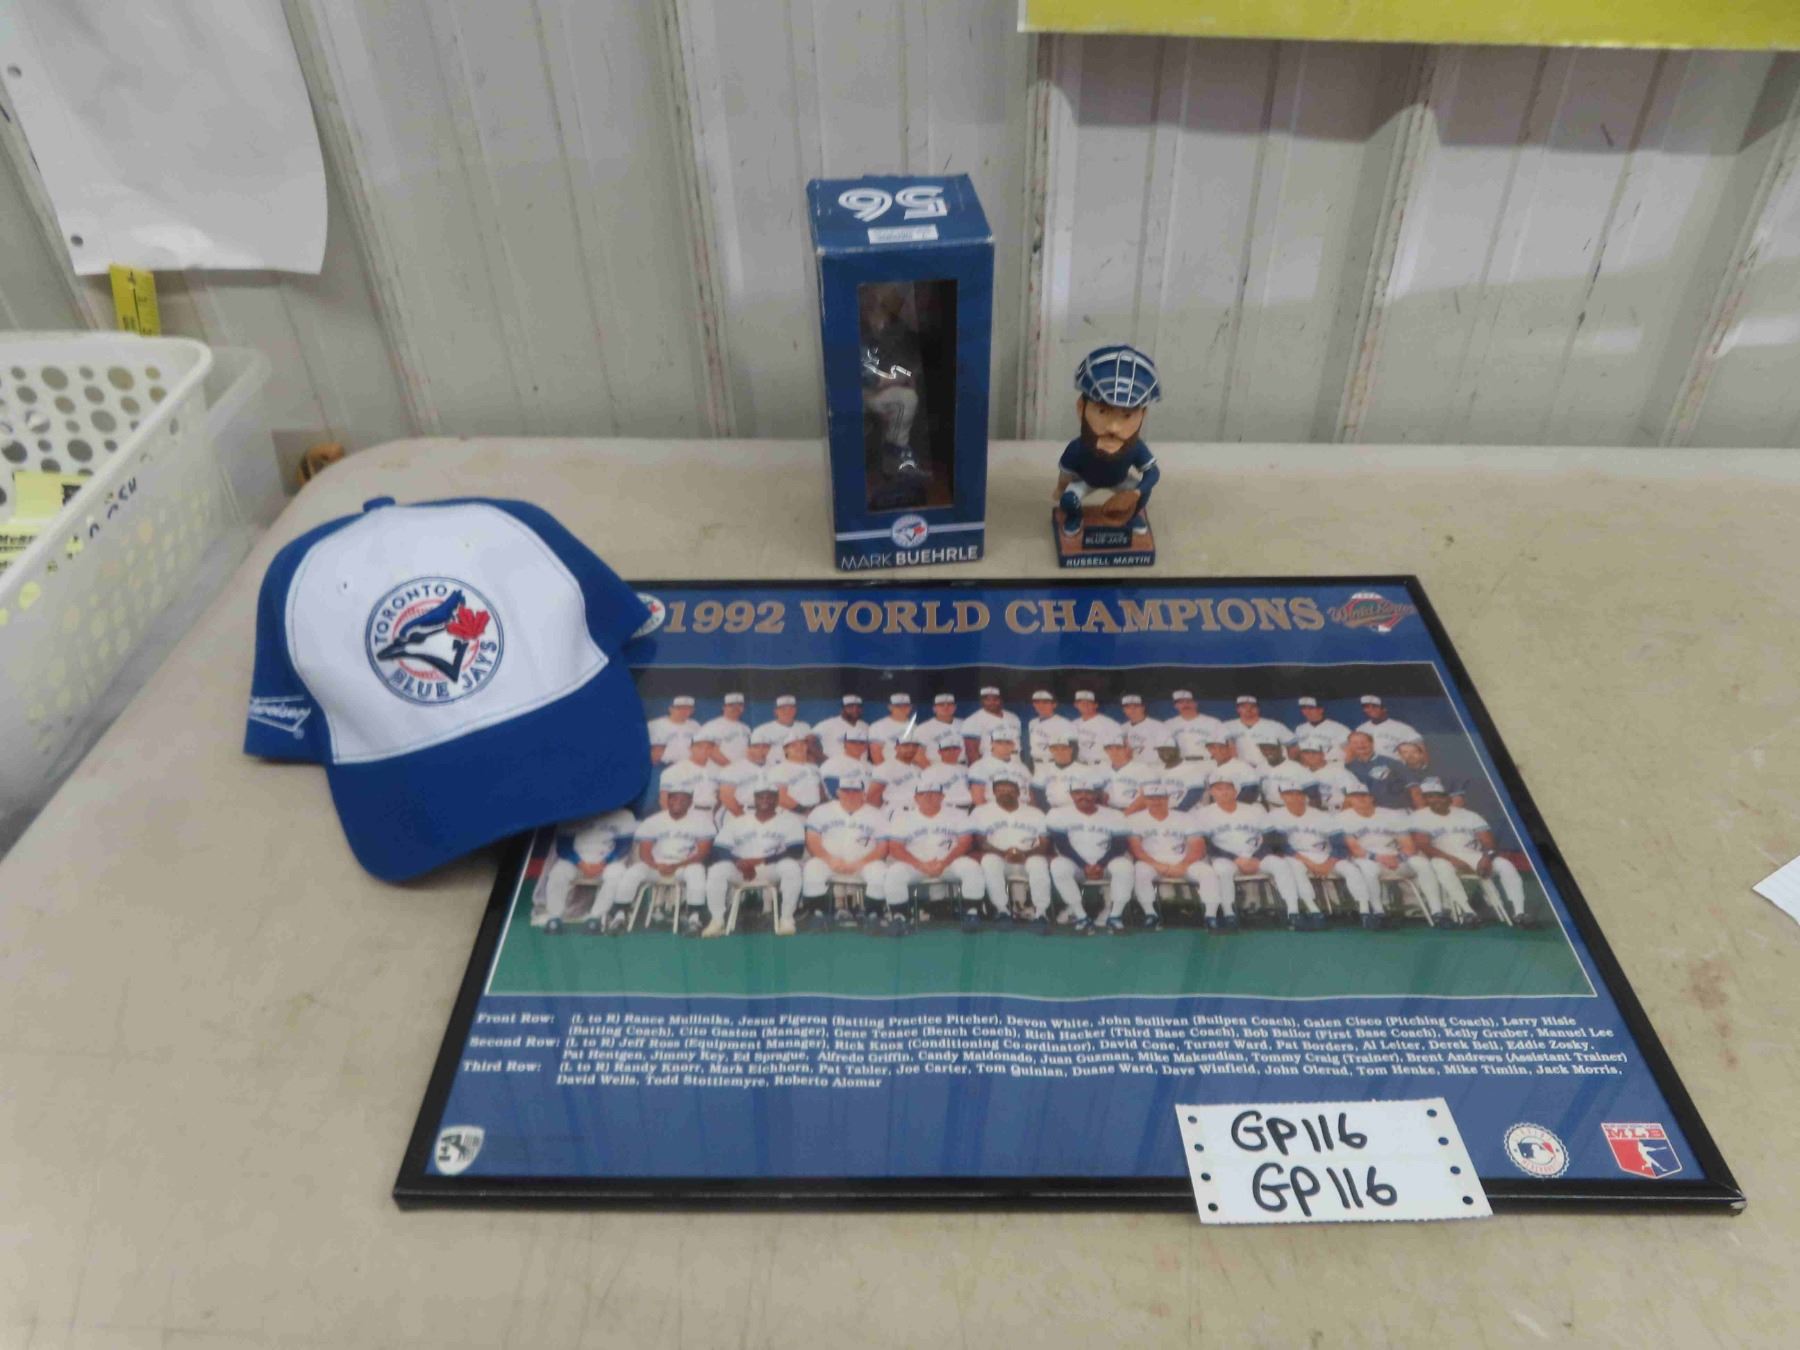 56
MARK BUEHRLE
BLUE JAYS
RUSSELL MARTIN
TORONTO
BLUE JAYS
1992 WORLD CHAMPIONS
World Series
Front Row: (L to R) Rance Mulliniks, Jesus Figeroa (Batting Practice Pitcher), Devon White, John Sullivan (Bullpen Coach), Galen Cisco (Pitching Coach), Larry Hisle
(Batting Coach), Cito Gaston (Manager), Gene Tenace (Bench Coach), Rich Hacker (Third Base Coach), Bob Bailor (First Base Coach), Kelly Gruber, Manuel Lee
Second Row: (L to R) Jeff Ross (Equipment Manager), Rick Knox (Conditioning Co-ordinator), David Cone, Turner Ward, Pat Borders, Al Leiter, Derek Bell, Eddie Zosky,
Pat Hentgen, Jimmy Key, Ed Sprague, Alfredo Griffin, Candy Maldonado, Juan Guzman, Mike Maksudian, Tommy Craig (Trainer), Brent Andrews (Assistant Trainer)
Third Row: (L to R) Randy Knorr, Mark Eichhorn, Pat Tabler, Joe Carter, Tom Quinlan, Duane Ward, Dave Winfield, John Olerud, Tom Henke, Mike Timlin, Jack Morris,
David Wells, Todd Stottlemyre, Roberto Alomar
GP116
GP116
MLB